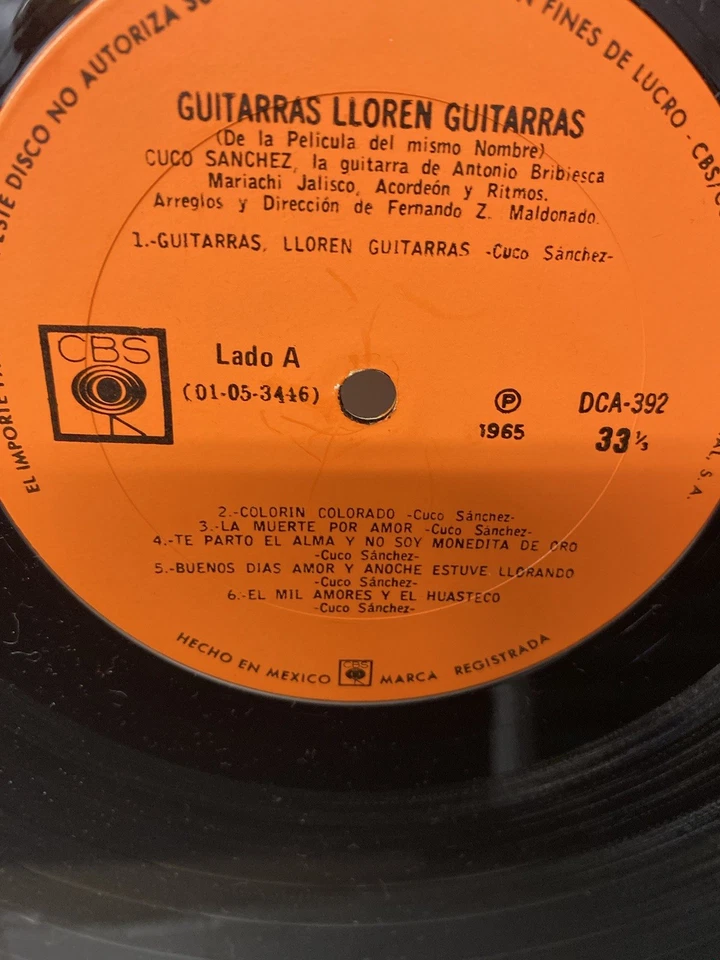 ESTE DISCO NO AUTORIZA SU
FINES DE LUCRO - CBS/C
GUITARRAS LLOREN GUITARRAS
(De la Pelicula del mismo Nombre)
CUCO SANCHEZ, la guitarra de Antonio Bribiesca
Mariachi Jalisco, Acordeón y Ritmos.
Arreglos y Dirección de Fernando Z. Maldonado.
1.-GUITARRAS, LLOREN GUITARRAS -Cuco Sánchez-
CBS
Lado A
(01-05-3446)
Ⓟ
1965
DCA-392
33⅓
2.-COLORIN COLORADO -Cuco Sánchez-
3.-LA MUERTE POR AMOR -Cuco Sánchez-
4.-TE PARTO EL ALMA Y NO SOY MONEDITA DE ORO
-Cuco Sánchez-
5.-BUENOS DIAS AMOR Y ANOCHE ESTUVE LLORANDO
-Cuco Sánchez-
6.-EL MIL AMORES Y EL HUASTECO
-Cuco Sánchez-
EL IMPORTE
AL, S.A.
HECHO EN MEXICO CBS MARCA REGISTRADA